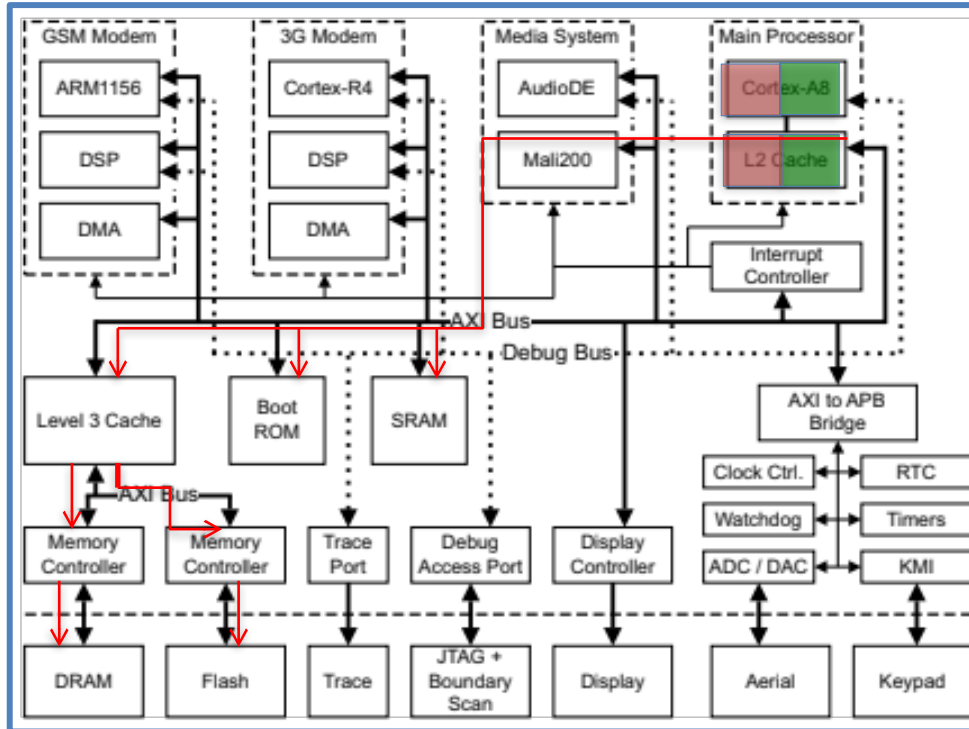 GSM Modem
3G Modem
Media System
Main Processor
ARM1156
Cortex-R4
AudioDE
Cortex-A8
DSP
DSP
Mali200
L2 Cache
DMA
DMA
Interrupt
Controller
AXI Bus
Debug Bus
Level 3 Cache
Boot
ROM
SRAM
AXI to APB
Bridge
Clock Ctrl.
RTC
AXI Bus
Watchdog
Timers
Memory
Controller
Memory
Controller
Trace
Port
Debug
Access Port
Display
Controller
ADC / DAC
KMI
DRAM
Flash
Trace
JTAG +
Boundary
Scan
Display
Aerial
Keypad